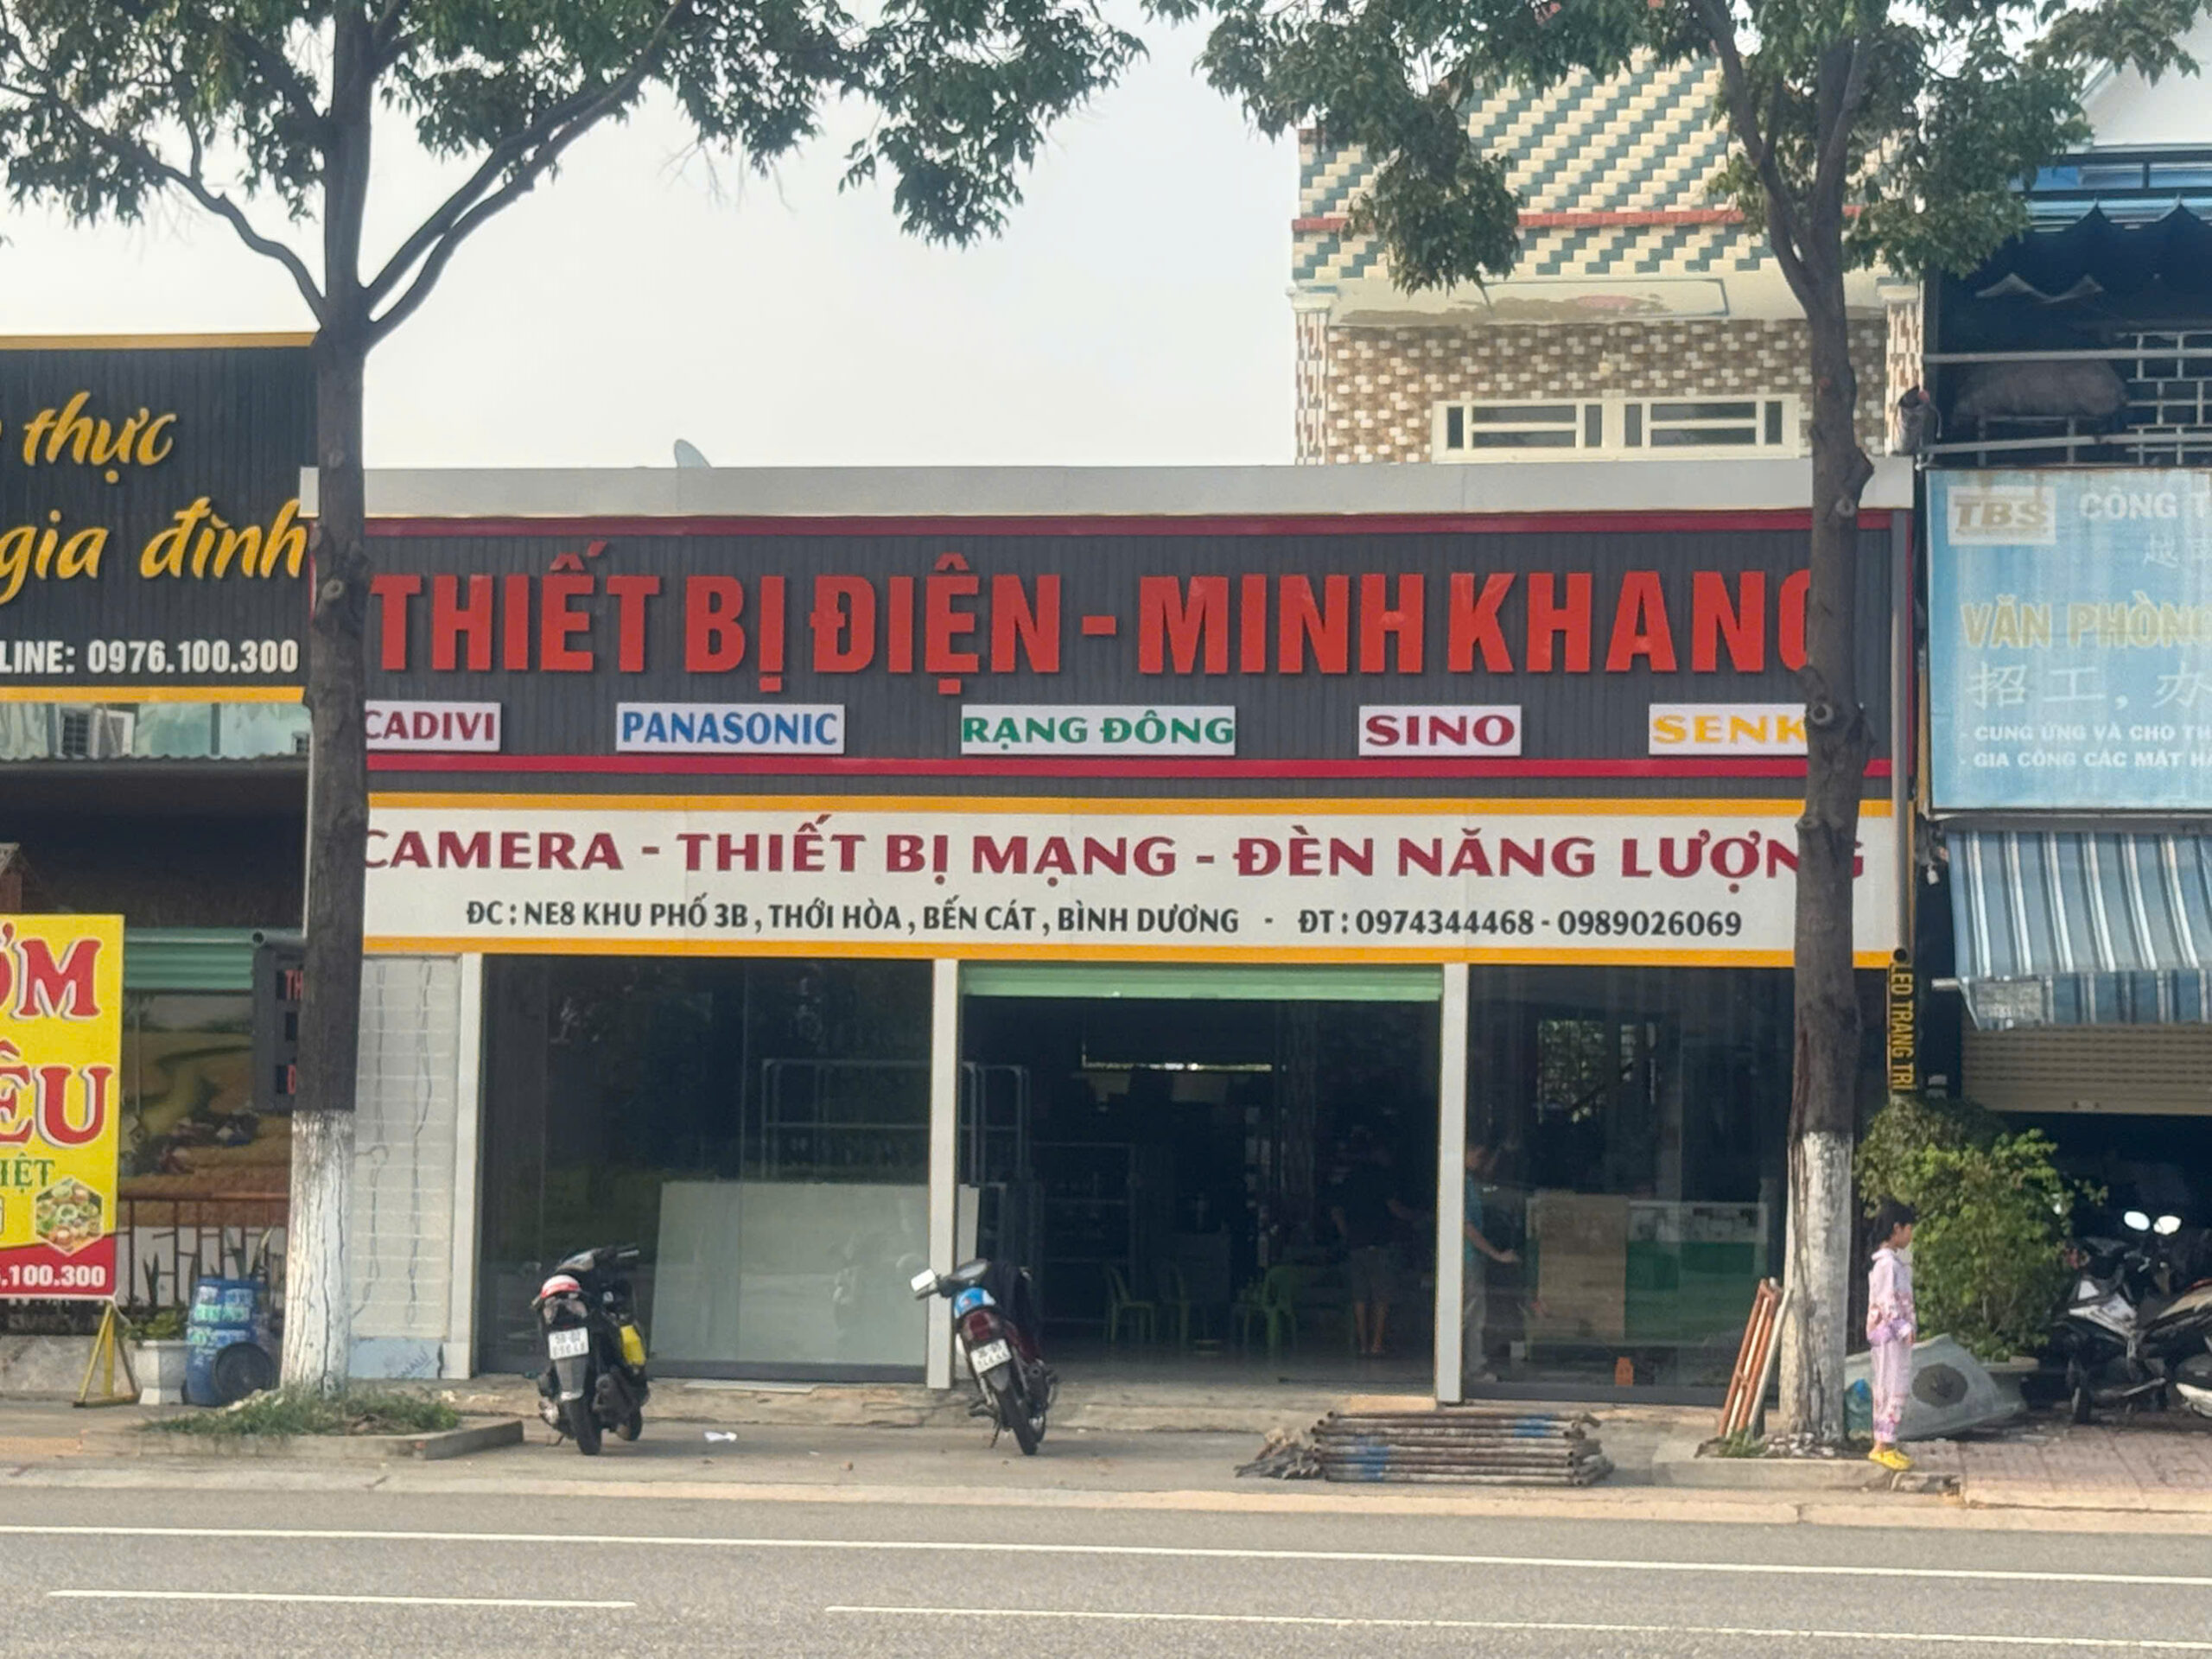 thực
gia đình
LINE: 0976.100.300
THIẾT BỊ ĐIỆN - MINH KHANG
CADIVI
PANASONIC
RẠNG ĐÔNG
SINO
SENK
CAMERA - THIẾT BỊ MẠNG - ĐÈN NĂNG LƯỢNG
ĐC : NE8 KHU PHỐ 3B , THỚI HÒA , BẾN CÁT , BÌNH DƯƠNG - ĐT : 0974344468 - 0989026069
TBS
CÔNG T
VĂN PHÒNG
招 工 , 办
- CUNG ỨNG VÀ CHO TH
- GIA CÔNG CÁC MẶT H
LED TRANG TRÍ
.100.300